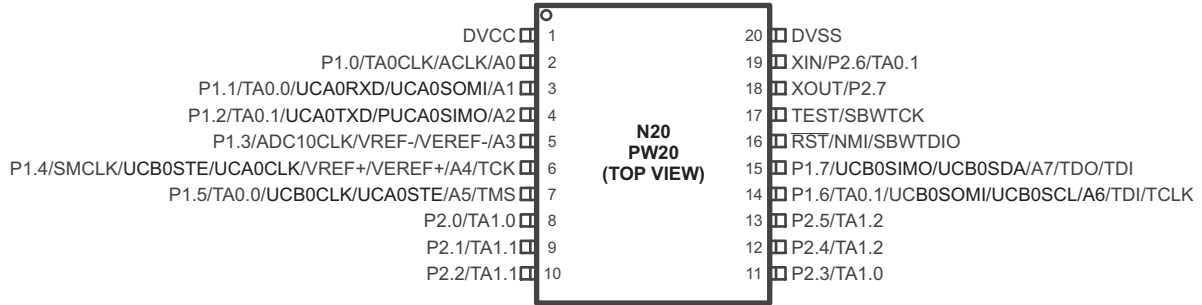 DVCC 1
P1.0/TA0CLK/ACLK/A0 2
P1.1/TA0.0/UCA0RXD/UCA0SOMI/A1 3
P1.2/TA0.1/UCA0TXD/PUCA0SIMO/A2 4
P1.3/ADC10CLK/VREF-/VEREF-/A3 5
P1.4/SMCLK/UCB0STE/UCA0CLK/VREF+/VEREF+/A4/TCK 6
P1.5/TA0.0/UCB0CLK/UCA0STE/A5/TMS 7
P2.0/TA1.0 8
P2.1/TA1.1 9
P2.2/TA1.1 10
N20
PW20
(TOP VIEW)
20 DVSS
19 XIN/P2.6/TA0.1
18 XOUT/P2.7
17 TEST/SBWTCK
16 RST/NMI/SBWTDIO
15 P1.7/UCB0SIMO/UCB0SDA/A7/TDO/TDI
14 P1.6/TA0.1/UCB0SOMI/UCB0SCL/A6/TDI/TCLK
13 P2.5/TA1.2
12 P2.4/TA1.2
11 P2.3/TA1.0